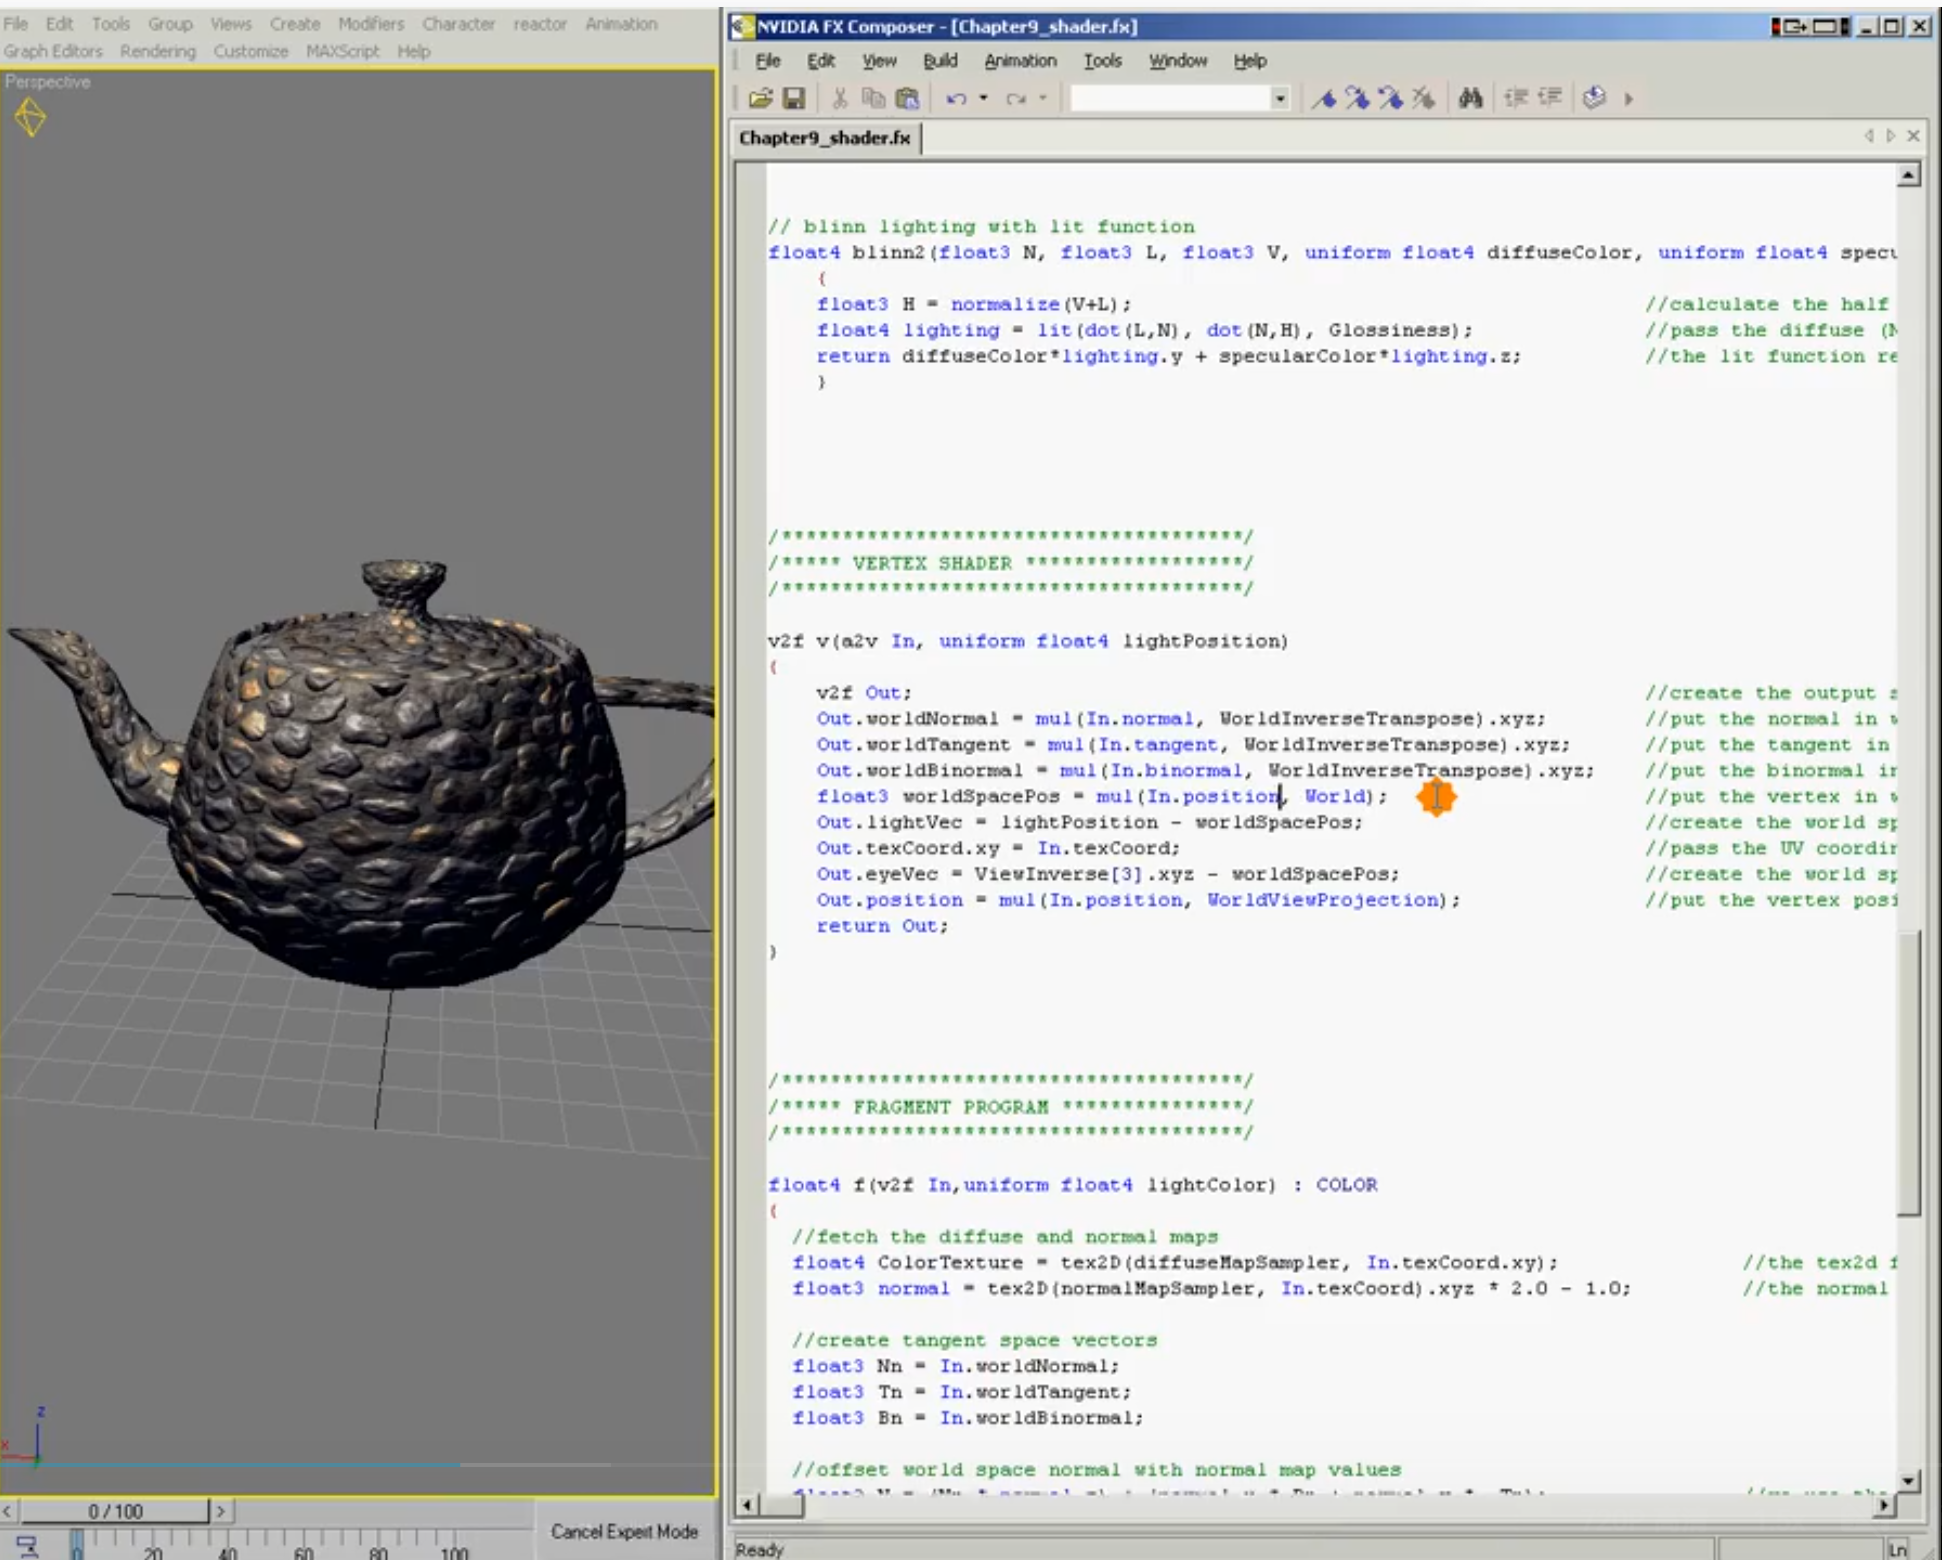 File Edit Tools Group Views Create Modifiers Character reactor Animation
Graph Editors Rendering Customize MAXScript Help
Perspective
z
x
0 / 100
0 20 40 60 80 100
Cancel Expert Mode
NVIDIA FX Composer - [Chapter9_shader.fx]
File Edit View Build Animation Tools Window Help
Chapter9_shader.fx
// blinn lighting with lit function
float4 blinn2(float3 N, float3 L, float3 V, uniform float4 diffuseColor, uniform float4 specu
{
float3 H = normalize(V+L); //calculate the half
float4 lighting = lit(dot(L,N), dot(N,H), Glossiness); //pass the diffuse (N
return diffuseColor*lighting.y + specularColor*lighting.z; //the lit function re
}
/**************************************/
/***** VERTEX SHADER ******************/
/**************************************/
v2f v(a2v In, uniform float4 lightPosition)
{
v2f Out; //create the output s
Out.worldNormal = mul(In.normal, WorldInverseTranspose).xyz; //put the normal in w
Out.worldTangent = mul(In.tangent, WorldInverseTranspose).xyz; //put the tangent in
Out.worldBinormal = mul(In.binormal, WorldInverseTranspose).xyz; //put the binormal in
float3 worldSpacePos = mul(In.position, World); //put the vertex in w
Out.lightVec = lightPosition - worldSpacePos; //create the world sp
Out.texCoord.xy = In.texCoord; //pass the UV coordin
Out.eyeVec = ViewInverse[3].xyz - worldSpacePos; //create the world sp
Out.position = mul(In.position, WorldViewProjection); //put the vertex posi
return Out;
}
/**************************************/
/***** FRAGMENT PROGRAM ***************/
/**************************************/
float4 f(v2f In,uniform float4 lightColor) : COLOR
{
//fetch the diffuse and normal maps
float4 ColorTexture = tex2D(diffuseMapSampler, In.texCoord.xy); //the tex2d f
float3 normal = tex2D(normalMapSampler, In.texCoord).xyz * 2.0 - 1.0; //the normal
//create tangent space vectors
float3 Nn = In.worldNormal;
float3 Tn = In.worldTangent;
float3 Bn = In.worldBinormal;
//offset world space normal with normal map values
Ready
Ln